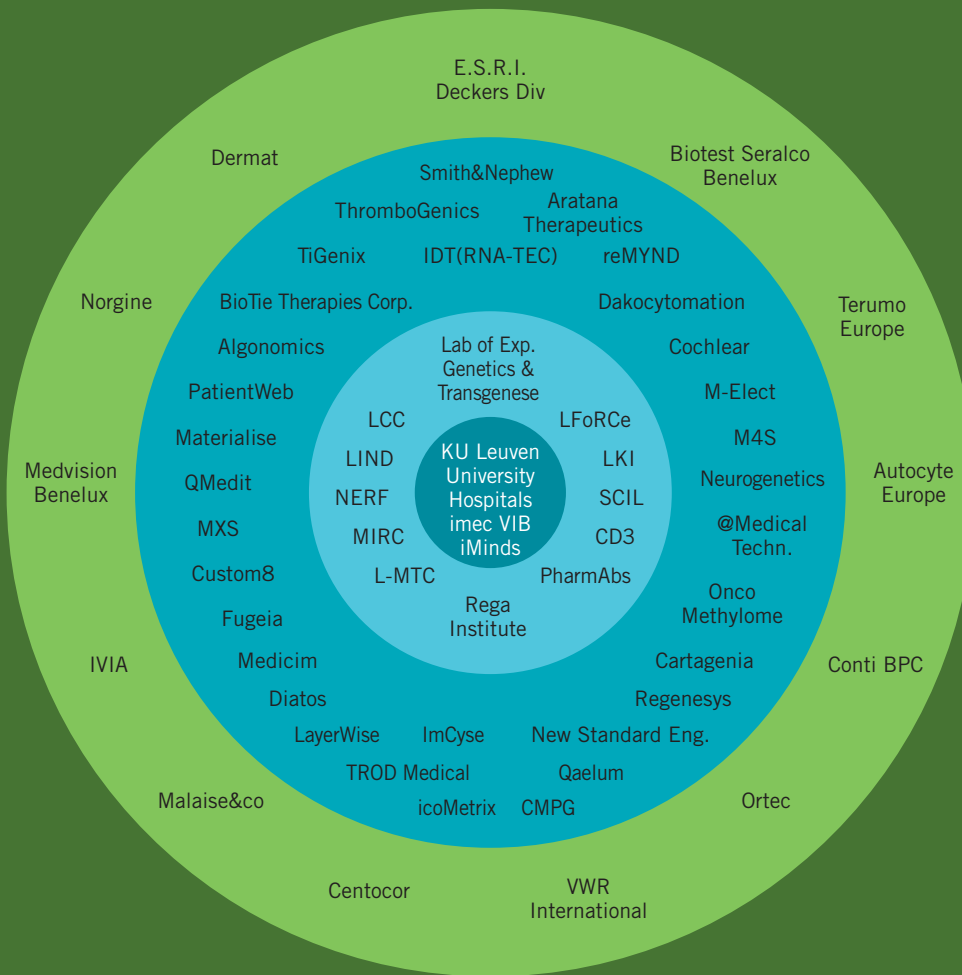 E.S.R.I.
Deckers Div
Dermat
Biotest Seralco
Benelux
Smith&Nephew
ThromboGenics
Aratana
Therapeutics
TiGenix
IDT(RNA-TEC)
reMYND
Norgine
BioTie Therapies Corp.
Dakocytomation
Terumo
Europe
Algonomics
Lab of Exp.
Genetics &
Transgenese
Cochlear
PatientWeb
M-Elect
LCC
LFoRCe
Materialise
M4S
Medvision
Benelux
QMedit
LIND
KU Leuven
University
Hospitals
imec VIB
iMinds
LKI
Neurogenetics
Autocyte
Europe
NERF
SCIL
MXS
MIRC
CD3
@Medical
Techn.
Custom8
L-MTC
PharmAbs
Onco
Methylome
Fugeia
Rega
Institute
IVIA
Medicim
Cartagenia
Conti BPC
Diatos
Regenesys
LayerWise
ImCyse
New Standard Eng.
TROD Medical
Qaelum
Malaise&co
icoMetrix
CMPG
Ortec
Centocor
VWR
International